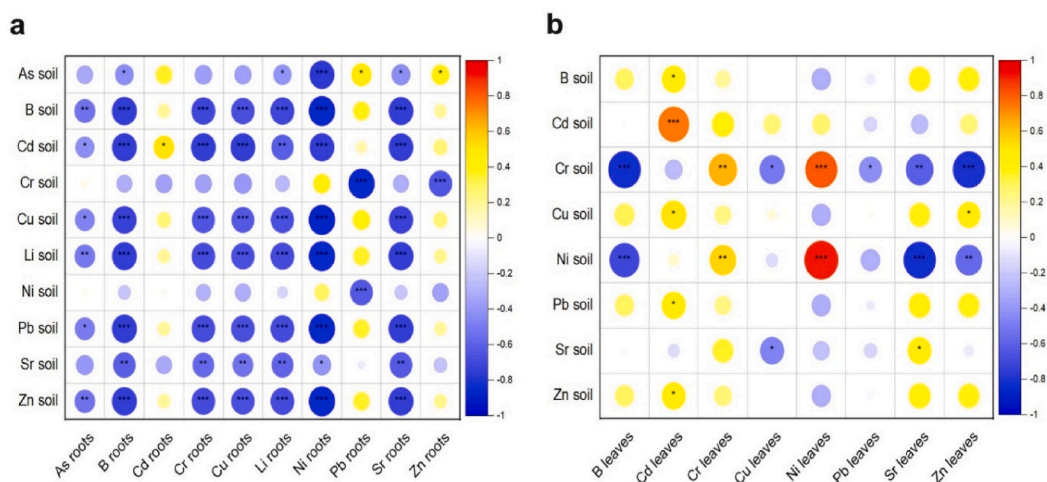 a
As soil * * *** * * *
B soil ** *** *** *** *** *** ***
Cd soil * *** * *** *** ** *** ***
Cr soil *** ***
Cu soil * *** *** *** *** *** ***
Li soil ** *** *** *** *** *** ***
Ni soil ***
Pb soil * *** *** *** *** *** ***
Sr soil ** ** ** ** * **
Zn soil ** *** *** *** *** *** ***
As roots
B roots
Cd roots
Cr roots
Cu roots
Li roots
Ni roots
Pb roots
Sr roots
Zn roots
1
0.8
0.6
0.4
0.2
0
-0.2
-0.4
-0.6
-0.8
-1
b
B soil *
Cd soil ***
Cr soil *** ** * *** * ** ***
Cu soil * *
Ni soil *** ** *** *** **
Pb soil *
Sr soil * *
Zn soil *
B leaves
Cd leaves
Cr leaves
Cu leaves
Ni leaves
Pb leaves
Sr leaves
Zn leaves
1
0.8
0.6
0.4
0.2
0
-0.2
-0.4
-0.6
-0.8
-1